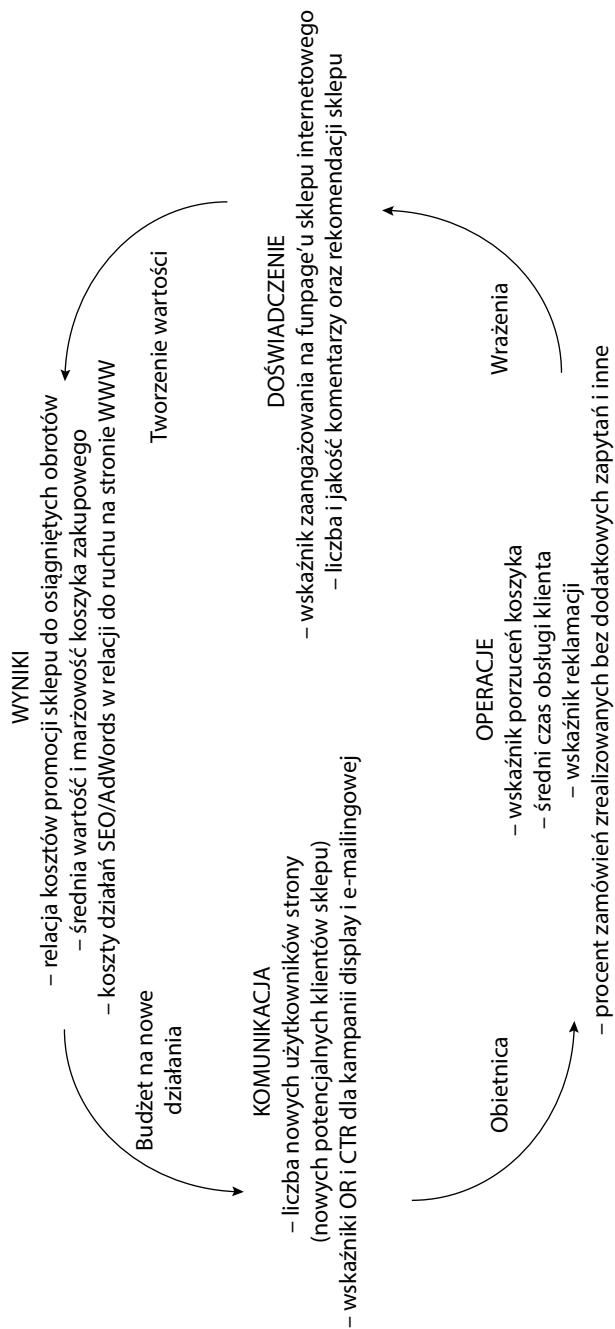 WYNIKI
– relacja kosztów promocji sklepu do osiągniętych obrotów
– średnia wartość i marżowość koszyka zakupowego
– koszty działań SEO/AdWords w relacji do ruchu na stronie WWW
Budżet na nowe
działania
Tworzenie wartości
KOMUNIKACJA
– liczba nowych użytkowników strony
(nowych potencjalnych klientów sklepu)
– wskaźniki OR i CTR dla kampanii display i e-mailingowej
DOŚWIADCZENIE
– wskaźnik zaangażowania na funpage’u sklepu internetowego
– liczba i jakość komentarzy oraz rekomendacji sklepu
Obietnica
Wrażenia
OPERACJE
– wskaźnik porzuceń koszyka
– średni czas obsługi klienta
– wskaźnik reklamacji
– procent zamówień zrealizowanych bez dodatkowych zapytań i inne